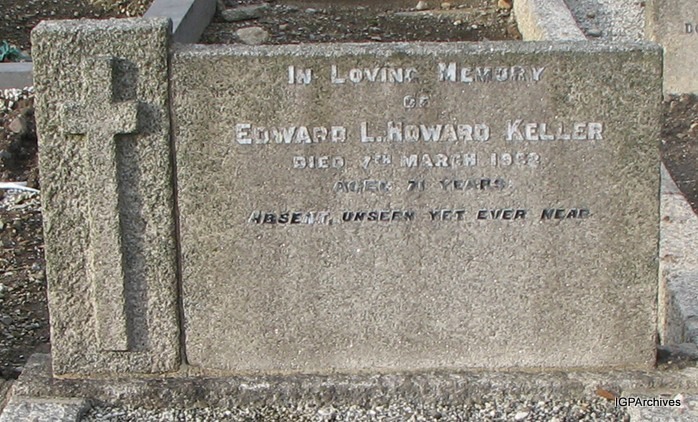 In Loving Memory
of
Edward L. Howard Keller
Died 7th March 1952
Aged 71 years
Absent, unseen yet ever near
IGPArchives